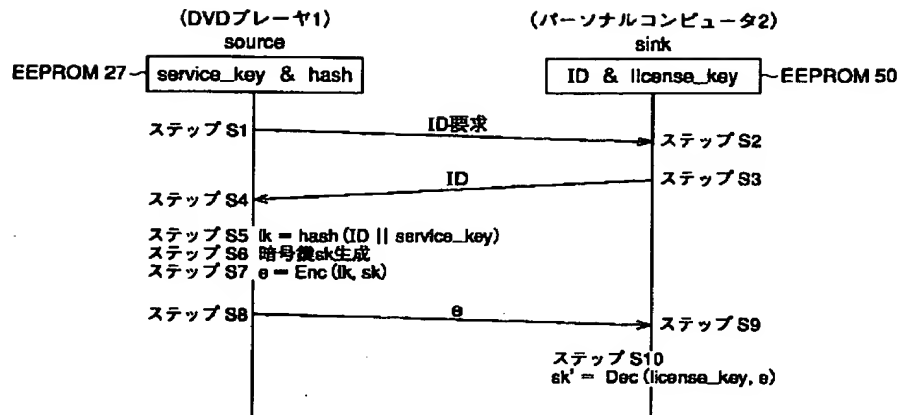 (DVDプレーヤ1)
source
(パーソナルコンピュータ2)
sink
EEPROM 27
service_key & hash
ID & license_key
EEPROM 50
ステップ S1
ID要求
ステップ S2
ID
ステップ S3
ステップ S4
ステップ S5 lk = hash (ID || service_key)
ステップ S6 暗号鍵sk生成
ステップ S7 e = Enc (lk, sk)
ステップ S8
e
ステップ S9
ステップ S10
sk' = Dec (license_key, e)